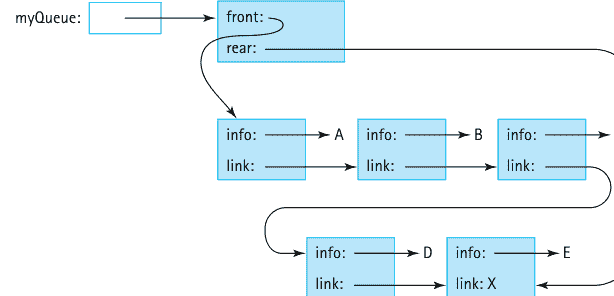 myQueue:
front:
rear:
info: A info: B info:
link: link: link:
info: D info: E
link: link: X